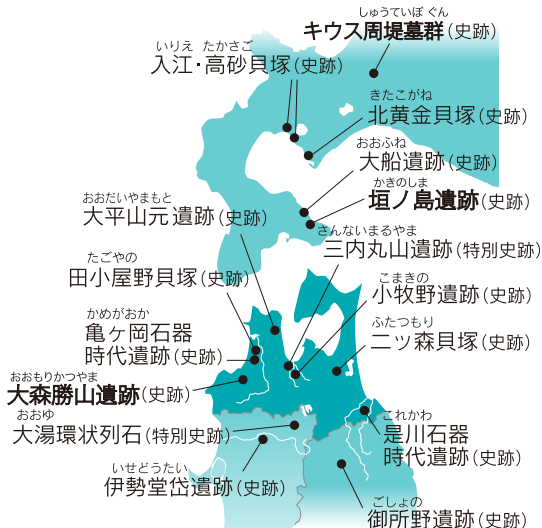 しゅうていぼ ぐん
キウス周堤墓群(史跡)
いりえ たかさご
入江・高砂貝塚(史跡)
きたこがね
北黄金貝塚(史跡)
おおふね
大船遺跡(史跡)
かきのしま
垣ノ島遺跡(史跡)
おおだいやまもと
大平山元遺跡(史跡)
さんないまるやま
三内丸山遺跡(特別史跡)
たごやの
田小屋野貝塚(史跡)
こまきの
小牧野遺跡(史跡)
かめがおか
亀ヶ岡石器
時代遺跡(史跡)
ふたつもり
二ッ森貝塚(史跡)
おおもりかつやま
大森勝山遺跡(史跡)
おおゆ
大湯環状列石(特別史跡)
これかわ
是川石器
時代遺跡(史跡)
いせどうたい
伊勢堂岱遺跡(史跡)
ごしょの
御所野遺跡(史跡)